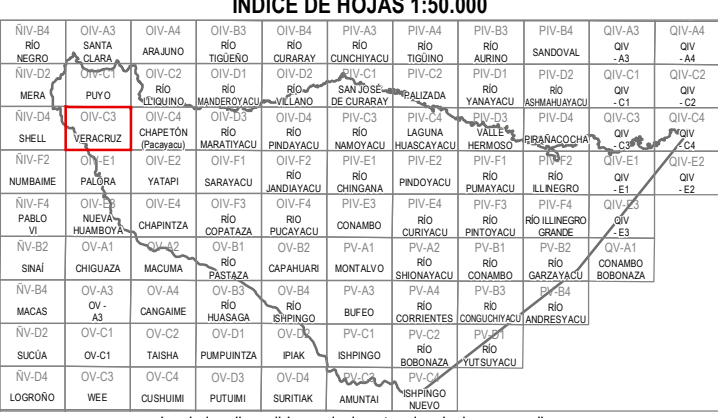 ÍNDICE DE HOJAS 1:50.000
ÑIV-B4 OIV-A3 OIV-A4 OIV-B3 OIV-B4 PIV-A3 PIV-A4 PIV-B3 PIV-B4 QIV-A3 QIV-A4
RÍO NEGRO SANTA CLARA ARAJUNO RÍO TIGÜEÑO RÍO CURARAY RÍO CUNCHIYACU RÍO TIGÜINO RÍO AURINO SANDOVAL QIV - A3 QIV - A4
ÑIV-D2 OIV-C1 OIV-C2 OIV-D1 OIV-D2 PIV-C1 PIV-C2 PIV-D1 PIV-D2 QIV-C1 QIV-C2
MERA PUYO RÍO LLIQUINO RÍO MANDEROYACU RÍO VILLANO SAN JOSÉ DE CURARAY PALIZADA RÍO YANAYACU RÍO ASHMAHUAYACU QIV - C1 QIV - C2
ÑIV-D4 OIV-C3 OIV-C4 OIV-D3 OIV-D4 PIV-C3 PIV-C4 PIV-D3 PIV-D4 QIV-C3 QIV-C4
SHELL VERACRUZ CHAPETÓN (Pacayacu) RÍO MARATIYACU RÍO PINDAYACU RÍO NAMOYACU LAGUNA HUASCAYACU VALLE HERMOSO PIRAÑACOCHA QIV - C3 QIV - C4
ÑIV-F2 OIV-E1 OIV-E2 OIV-F1 OIV-F2 PIV-E1 PIV-E2 PIV-F1 PIV-F2 QIV-E1 QIV-E2
NUMBAIME PALORA YATAPI SARAYACU RÍO JANDIAYACU RÍO CHINGANA PINDOYACU RÍO PUMAYACU RÍO ILLINEGRO QIV - E1 QIV - E2
ÑIV-F4 OIV-E3 OIV-E4 OIV-F3 OIV-F4 PIV-E3 PIV-E4 PIV-F3 PIV-F4 QIV-E3
PABLO VI NUEVA HUAMBOYA CHAPINTZA RÍO COPATAZA RÍO PUCAYACU CONAMBO RÍO CURIYACU RÍO PINTOYACU RÍO ILLINEGRO GRANDE QIV - E3
ÑV-B2 OV-A1 OV-A2 OV-B1 OV-B2 PV-A1 PV-A2 PV-B1 PV-B2 QV-A1
SINAÍ CHIGUAZA MACUMA RÍO PASTAZA CAPAHUARI MONTALVO RÍO SHIONAYACU RÍO CONAMBO RÍO GARZAYACU CONAMBO BOBONAZA
ÑV-B4 OV-A3 OV-A4 OV-B3 OV-B4 PV-A3 PV-A4 PV-B3 PV-B4
MACAS OV - A3 CANGAIME RÍO HUASAGA RÍO ISHPINGO BUFEO RÍO CORRIENTES RÍO CONGUCHIYACU RÍO ANDRESYACU
ÑV-D2 OV-C1 OV-C2 OV-D1 OV-D2 PV-C1 PV-C2 PV-D1
SUCÚA OV-C1 TAISHA PUMPUINTZA IPIAK ISHPINGO RÍO BOBONAZA RÍO YUTSUYACU
ÑV-D4 OV-C3 OV-C4 OV-D3 OV-D4 PV-C3 PV-C4
LOGROÑO WEE CUSHUIMI PUTUIMI SURITIAK AMUNTAI ISHPINGO NUEVO